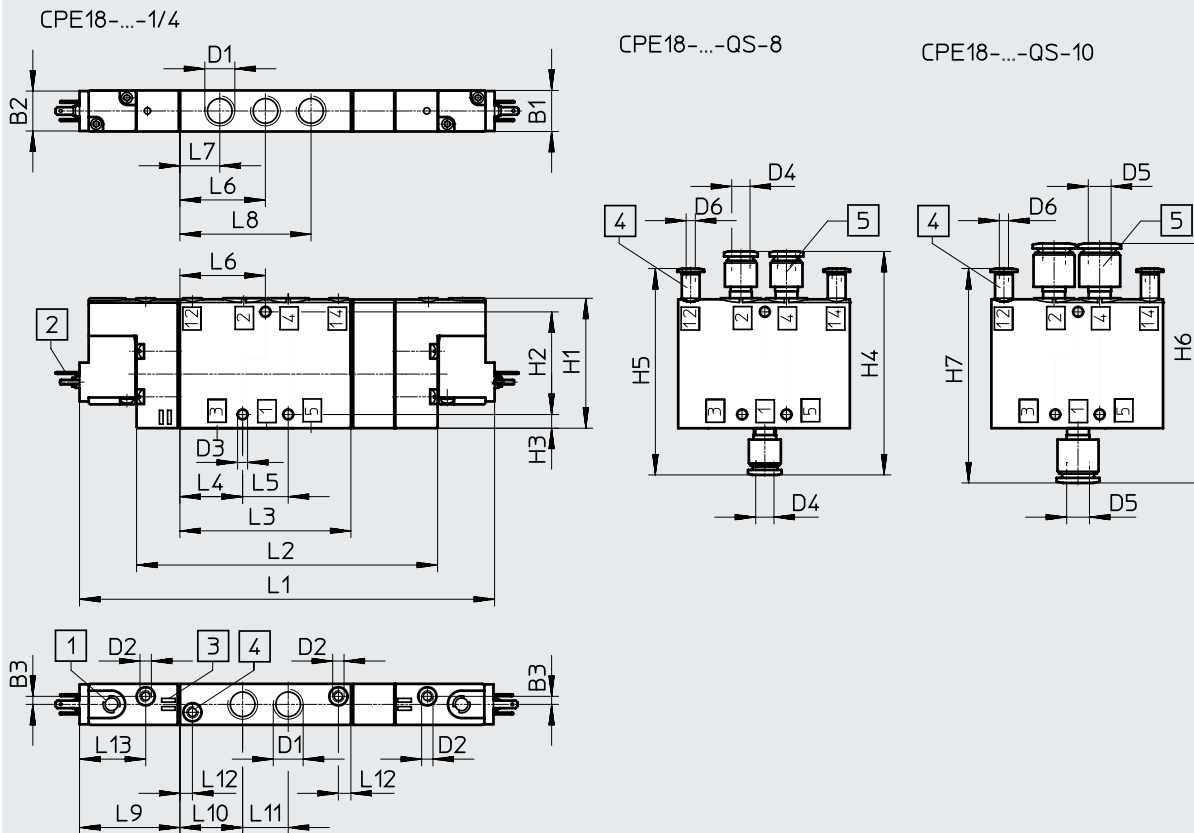 CPE18-...-1/4
CPE18-...-QS-8
CPE18-...-QS-10
D1
B2
B1
L7
L6
L8
D4
D5
4
D6
5
4
D6
5
L6
2
12
2
4
14
H2
H1
3
1
5
H3
D3
L4
L5
L3
L2
L1
12
2
4
14
H5
H4
3
1
5
D4
12
2
4
14
H7
H6
3
1
5
D5
1
D2
3
4
D2
B3
B3
L13
D1
D2
L12
L12
L9
L10
L11